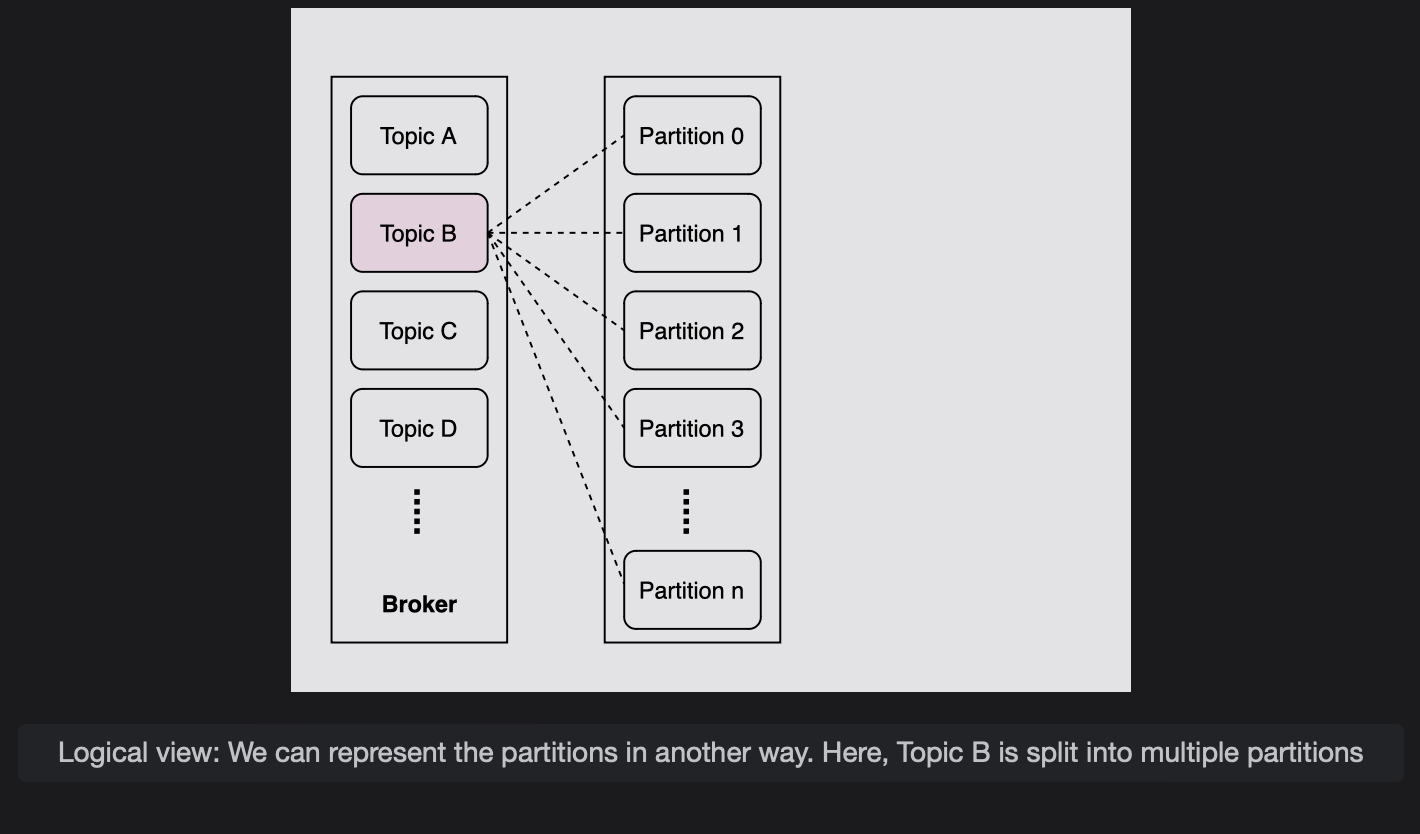 Topic A
Topic B
Topic C
Topic D
Broker
Partition 0
Partition 1
Partition 2
Partition 3
Partition n
Logical view: We can represent the partitions in another way. Here, Topic B is split into multiple partitions